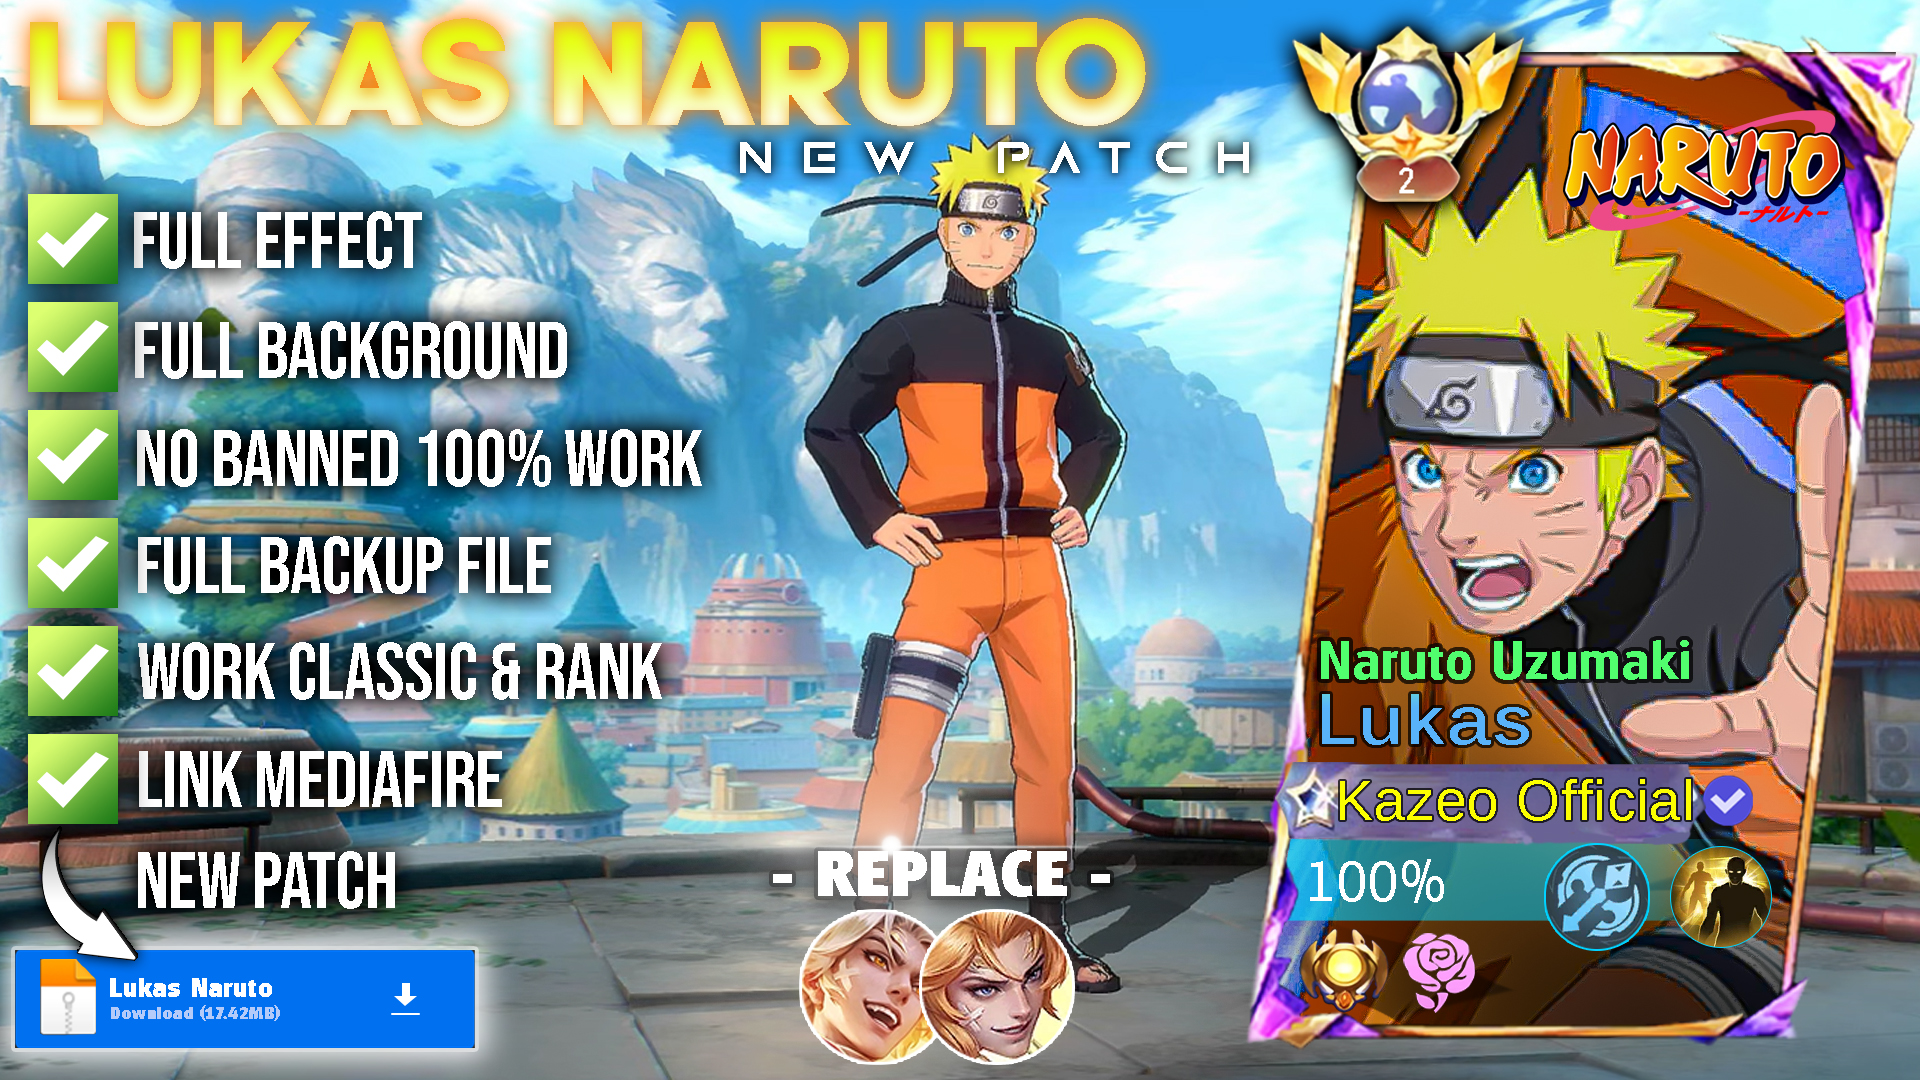 LUKAS NARUTO
NEW PATCH
FULL EFFECT
FULL BACKGROUND
NO BANNED 100% WORK
FULL BACKUP FILE
WORK CLASSIC & RANK
LINK MEDIAFIRE
NEW PATCH
Lukas Naruto
Download (17.42MB)
- REPLACE -
2
NARUTO
-ナルト-
Naruto Uzumaki
Lukas
Kazeo Official
100%